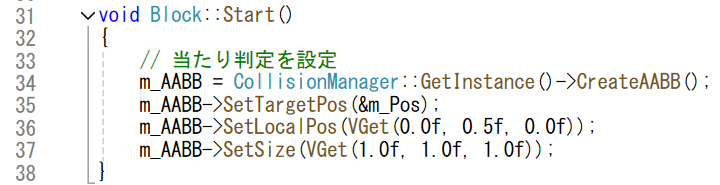 31 void Block::Start()
32 {
33 // 当たり判定を設定
34 m_AABB = CollisionManager::GetInstance()->CreateAABB();
35 m_AABB->SetTargetPos(&m_Pos);
36 m_AABB->SetLocalPos(VGet(0.0f, 0.5f, 0.0f));
37 m_AABB->SetSize(VGet(1.0f, 1.0f, 1.0f));
38 }